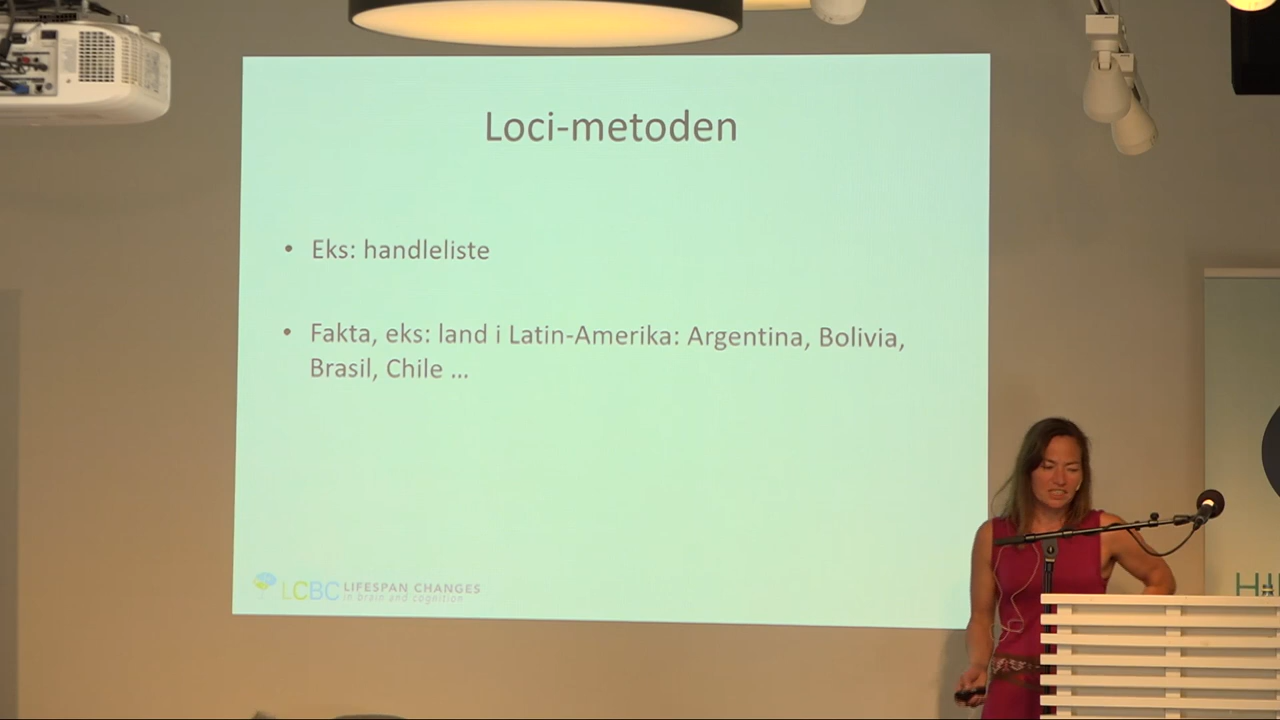 Loci-metoden
• Eks: handleliste
• Fakta, eks: land i Latin-Amerika: Argentina, Bolivia,
Brasil, Chile ...
LCBC LIFESPAN CHANGES
in brain and cognition